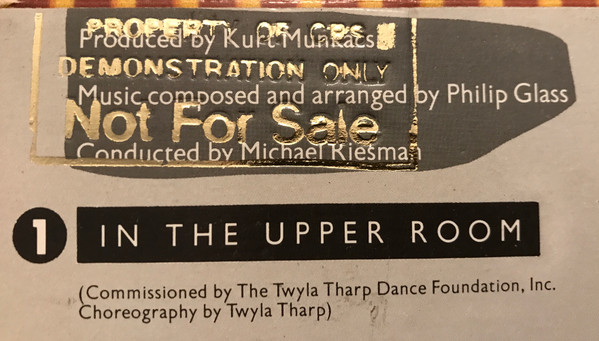 PROPERTY OF CBS
Produced by Kurt Munkacsi
DEMONSTRATION ONLY
Music composed and arranged by Philip Glass
Not For Sale
Conducted by Michael Riesman
1 IN THE UPPER ROOM
(Commissioned by The Twyla Tharp Dance Foundation, Inc.
Choreography by Twyla Tharp)